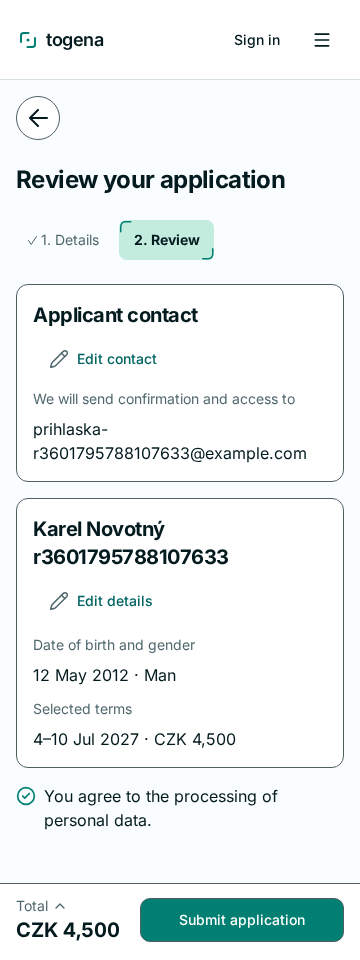 togena
Sign in
Review your application
1. Details
2. Review
Applicant contact
Edit contact
We will send confirmation and access to
prihlaska-
r3601795788107633@example.com
Karel Novotný
r3601795788107633
Edit details
Date of birth and gender
12 May 2012 · Man
Selected terms
4–10 Jul 2027 · CZK 4,500
You agree to the processing of
personal data.
Total
CZK 4,500
Submit application